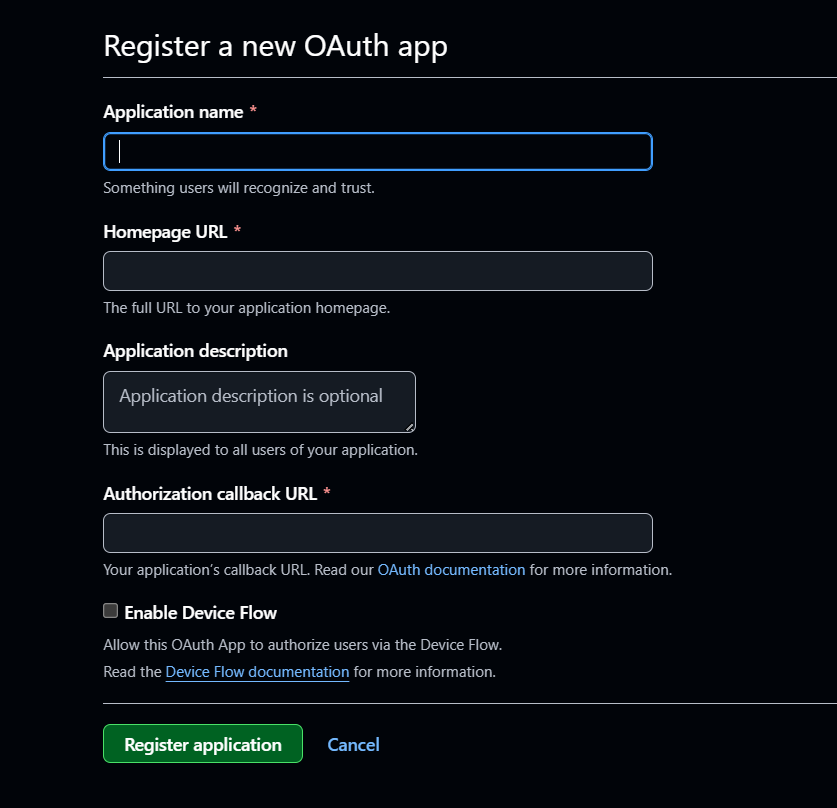 Register a new OAuth app
Application name *
Something users will recognize and trust.
Homepage URL *
The full URL to your application homepage.
Application description
Application description is optional
This is displayed to all users of your application.
Authorization callback URL *
Your application’s callback URL. Read our OAuth documentation for more information.
Enable Device Flow
Allow this OAuth App to authorize users via the Device Flow.
Read the Device Flow documentation for more information.
Register application Cancel